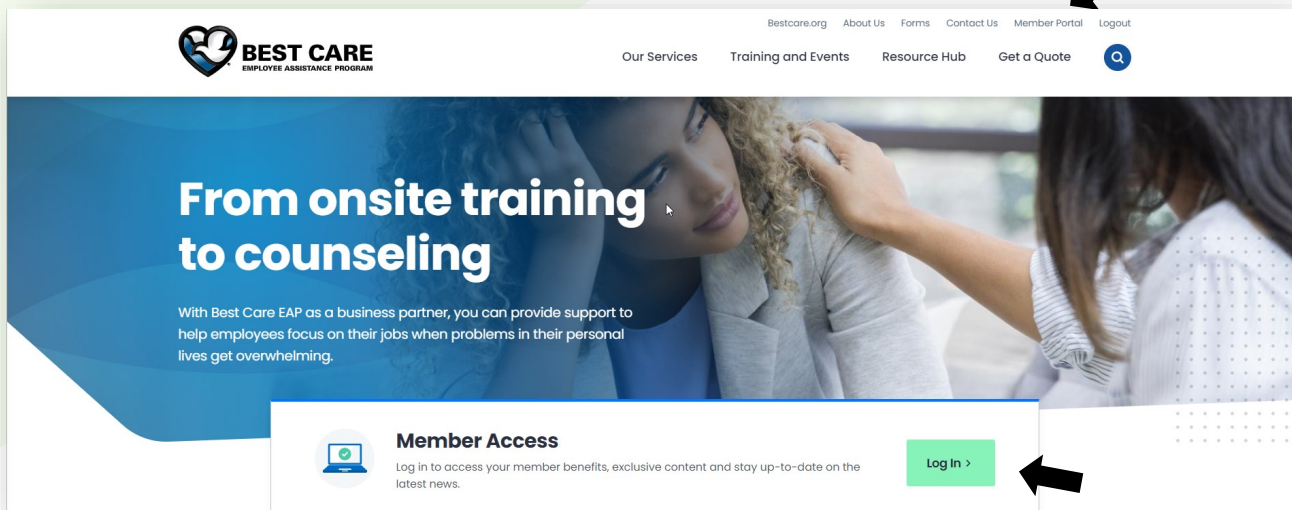 Bestcare.org About Us Forms Contact Us Member Portal Logout
BEST CARE
EMPLOYEE ASSISTANCE PROGRAM
Our Services Training and Events Resource Hub Get a Quote
From onsite training
to counseling
With Best Care EAP as a business partner, you can provide support to
help employees focus on their jobs when problems in their personal
lives get overwhelming.
Member Access
Log in to access your member benefits, exclusive content and stay up-to-date on the
latest news.
Log In >